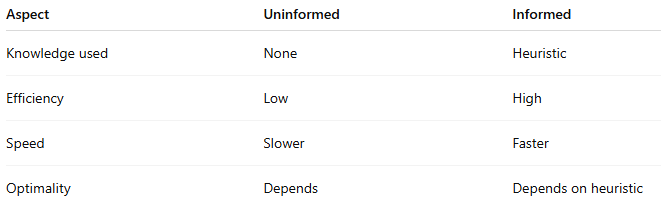 Aspect Uninformed Informed
Knowledge used None Heuristic
Efficiency Low High
Speed Slower Faster
Optimality Depends Depends on heuristic